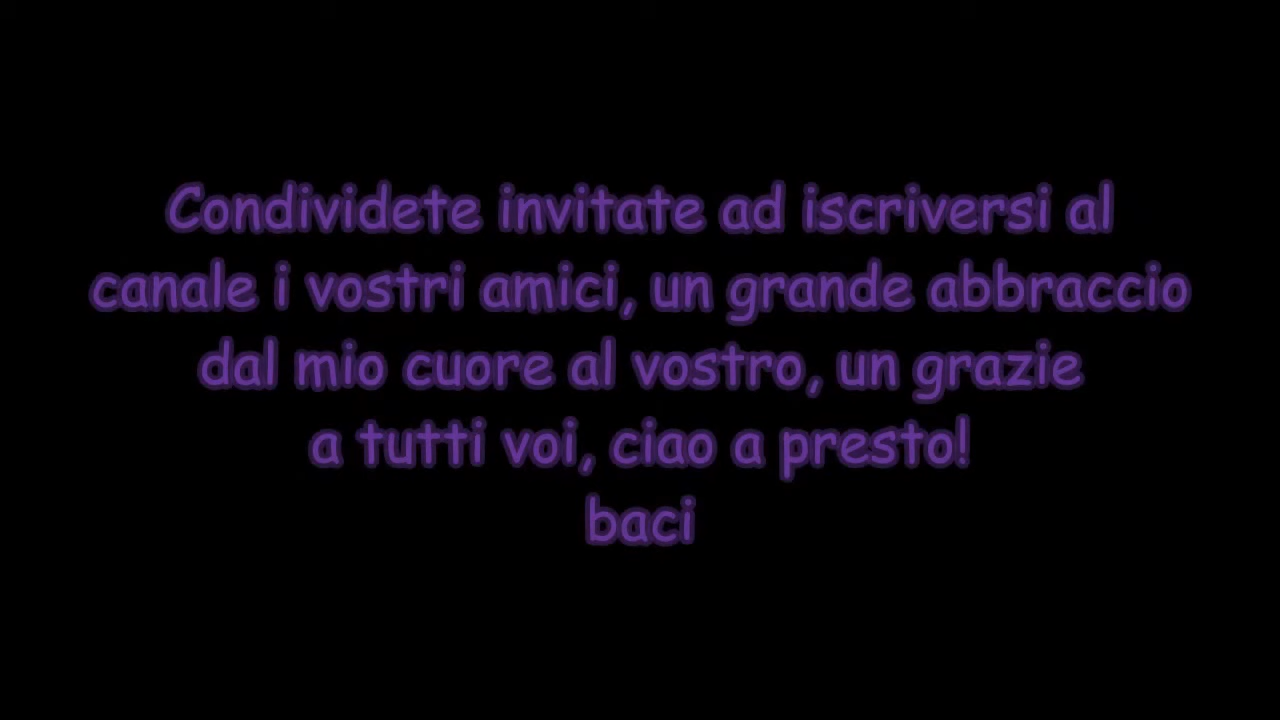 Condividete invitate ad iscriversi al
canale i vostri amici, un grande abbraccio
dal mio cuore al vostro, un grazie
a tutti voi, ciao a presto!
baci